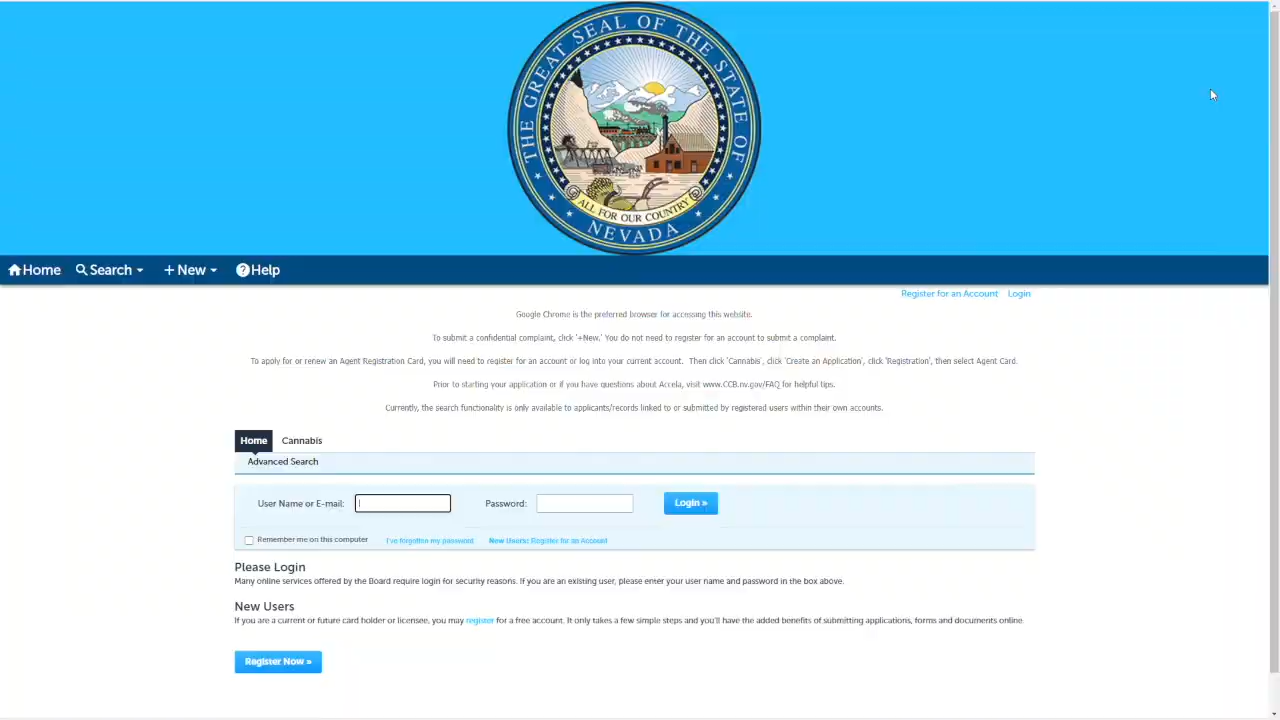 THE GREAT SEAL OF THE STATE OF
NEVADA
ALL FOR OUR COUNTRY
Home
Search
+ New
Help
Register for an Account Login
Google Chrome is the preferred browser for accessing this website.
To submit a confidential complaint, click '+New.' You do not need to register for an account to submit a complaint.
To apply for or renew an Agent Registration Card, you will need to register for an account or log into your current account. Then click 'Cannabis', click 'Create an Application', click 'Registration', then select Agent Card.
Prior to starting your application or if you have questions about Accela, visit www.CCB.nv.gov/FAQ for helpful tips.
Currently, the search functionality is only available to applicants/records linked to or submitted by registered users within their own accounts.
Home Cannabis
Advanced Search
User Name or E-mail: Password: Login »
Remember me on this computer I've forgotten my password New Users: Register for an Account
Please Login
Many online services offered by the Board require login for security reasons. If you are an existing user, please enter your user name and password in the box above.
New Users
If you are a current or future card holder or licensee, you may register for a free account. It only takes a few simple steps and you'll have the added benefits of submitting applications, forms and documents online.
Register Now »